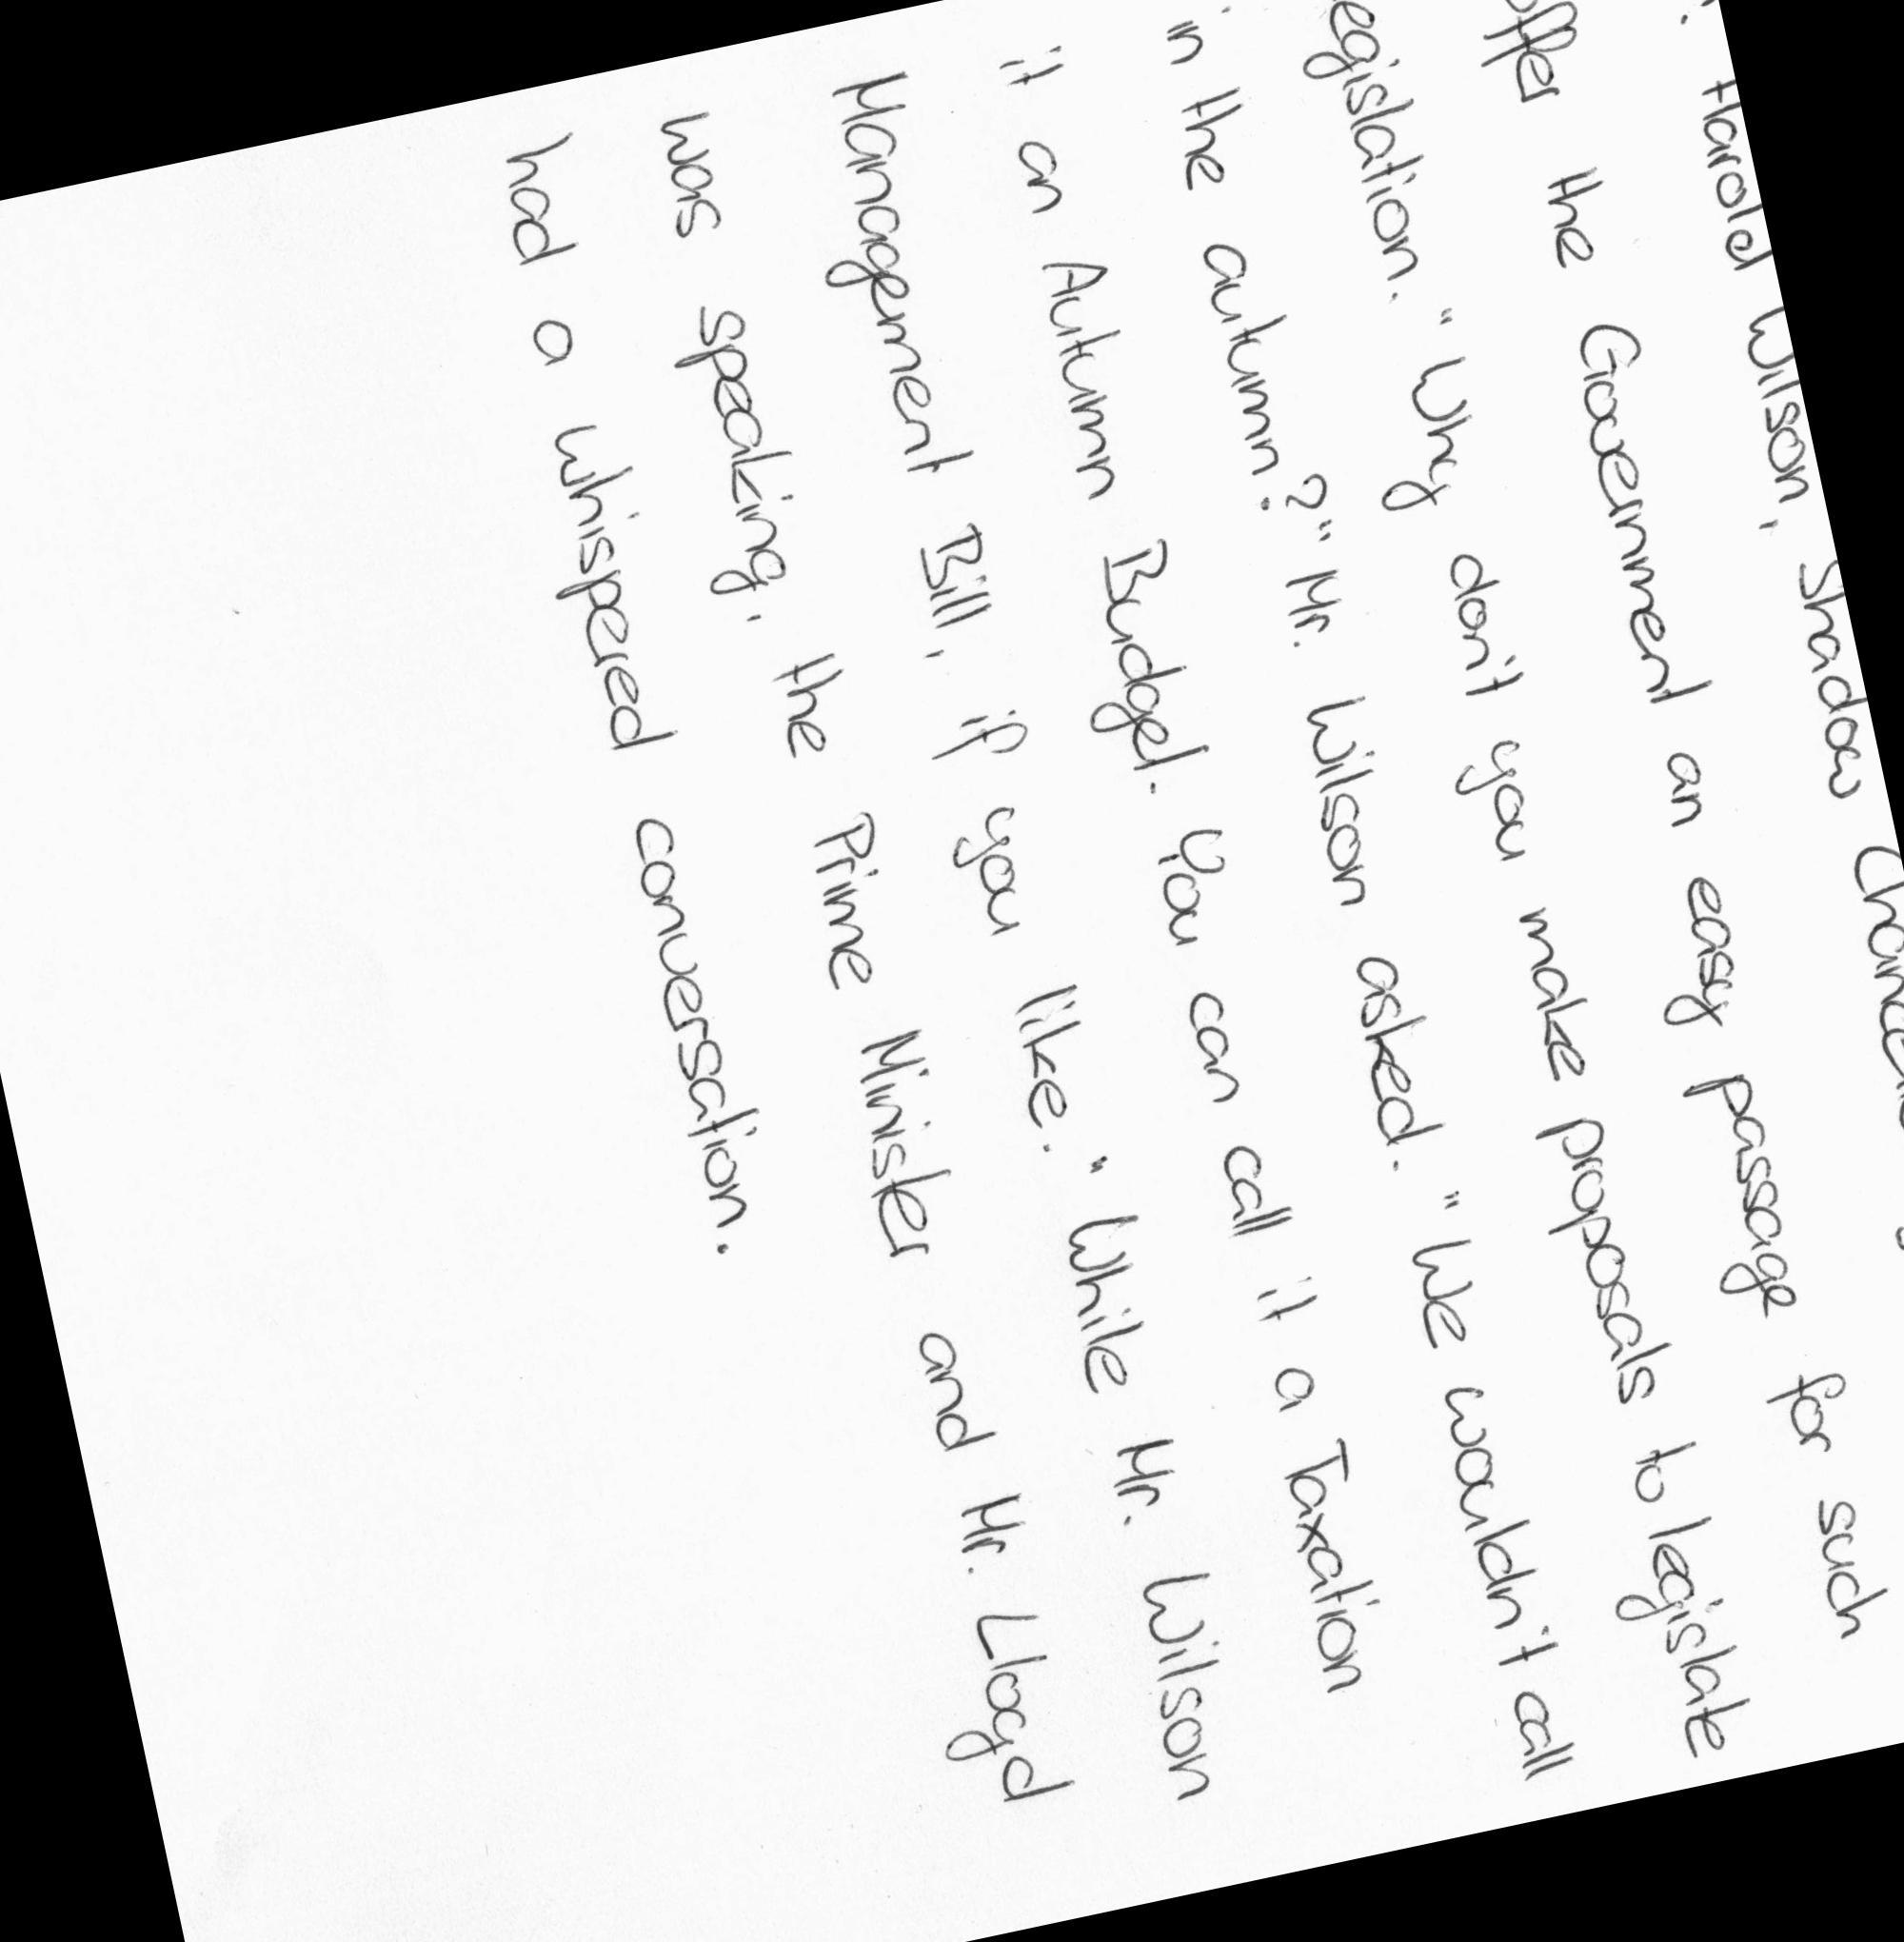 Harold Wilson, Shadow
offer the Government an easy passage for such
legislation. "Why don't you make proposals to legislate
in the autumn?" Mr. Wilson asked. "We wouldn't call
it an Autumn Budget. You can call it a Taxation
Management Bill, if you like." While Mr. Wilson
was speaking, the Prime Minister and Mr. Lloyd
had a whispered conversation.